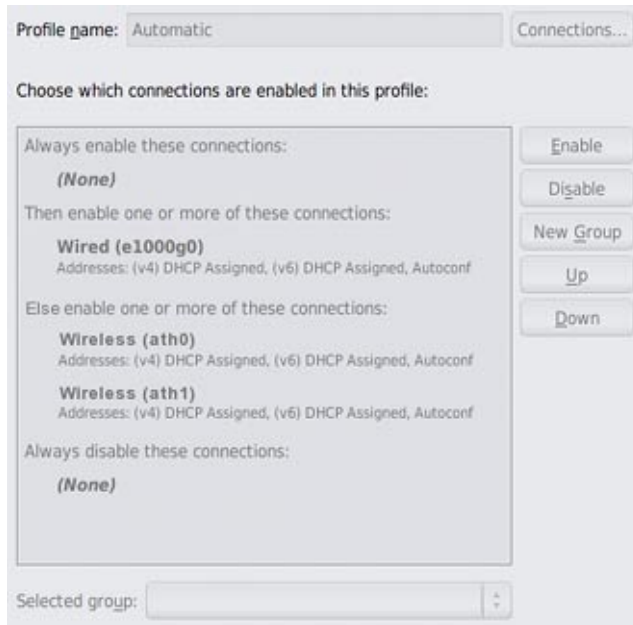 Profile name: Automatic Connections...
Choose which connections are enabled in this profile:
Always enable these connections:
(None)
Then enable one or more of these connections:
Wired (e1000g0)
Addresses: (v4) DHCP Assigned, (v6) DHCP Assigned, Autoconf
Else enable one or more of these connections:
Wireless (ath0)
Addresses: (v4) DHCP Assigned, (v6) DHCP Assigned, Autoconf
Wireless (ath1)
Addresses: (v4) DHCP Assigned, (v6) DHCP Assigned, Autoconf
Always disable these connections:
(None)
Enable
Disable
New Group
Up
Down
Selected group: